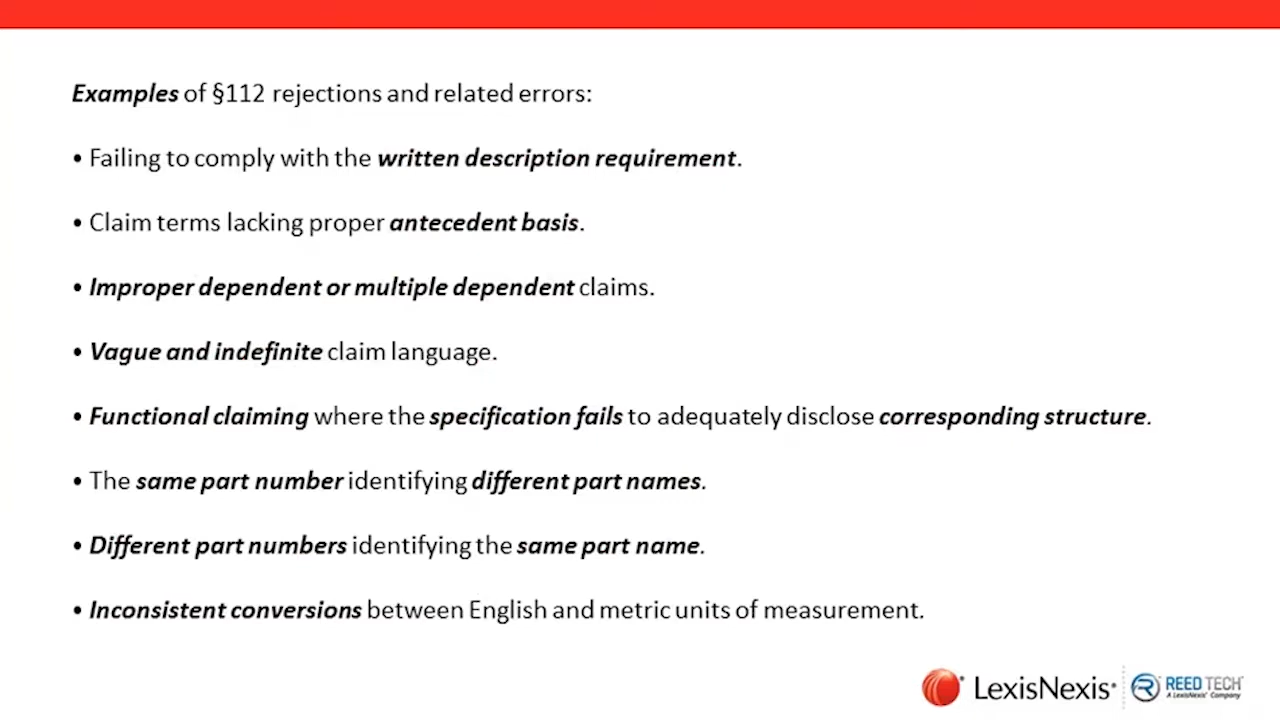 Examples of §112 rejections and related errors:
• Failing to comply with the written description requirement.
• Claim terms lacking proper antecedent basis.
• Improper dependent or multiple dependent claims.
• Vague and indefinite claim language.
• Functional claiming where the specification fails to adequately disclose corresponding structure.
• The same part number identifying different part names.
• Different part numbers identifying the same part name.
• Inconsistent conversions between English and metric units of measurement.
LexisNexis®
REED TECH
A LexisNexis® Company